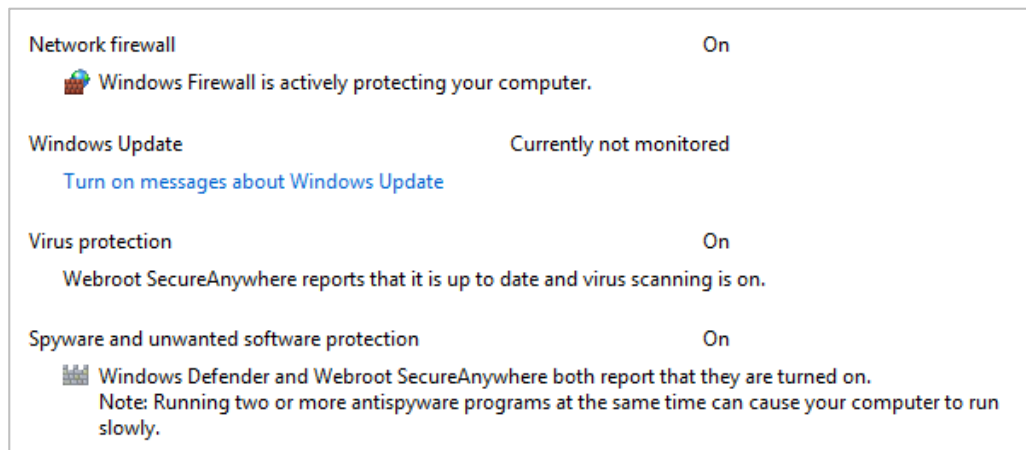 Network firewall On
Windows Firewall is actively protecting your computer.
Windows Update Currently not monitored
Turn on messages about Windows Update
Virus protection On
Webroot SecureAnywhere reports that it is up to date and virus scanning is on.
Spyware and unwanted software protection On
Windows Defender and Webroot SecureAnywhere both report that they are turned on.
Note: Running two or more antispyware programs at the same time can cause your computer to run
slowly.